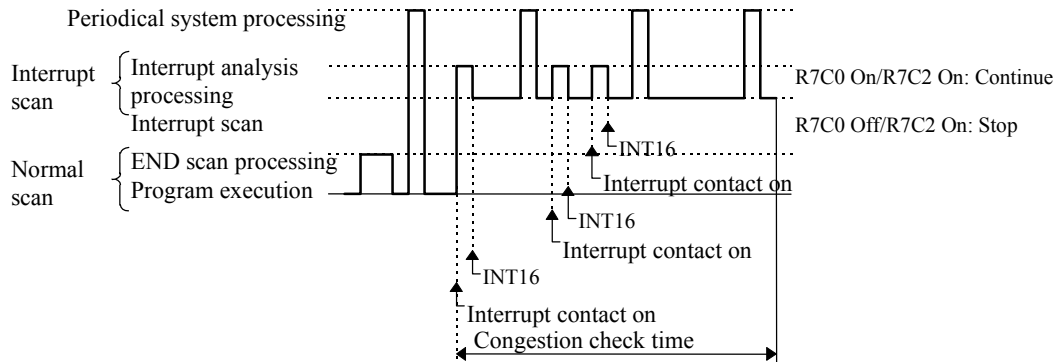 Periodical system processing
Interrupt scan
Interrupt analysis processing
Interrupt scan
R7C0 On/R7C2 On: Continue
R7C0 Off/R7C2 On: Stop
Normal scan
END scan processing
Program execution
INT16
Interrupt contact on
INT16
Interrupt contact on
INT16
Interrupt contact on
Congestion check time